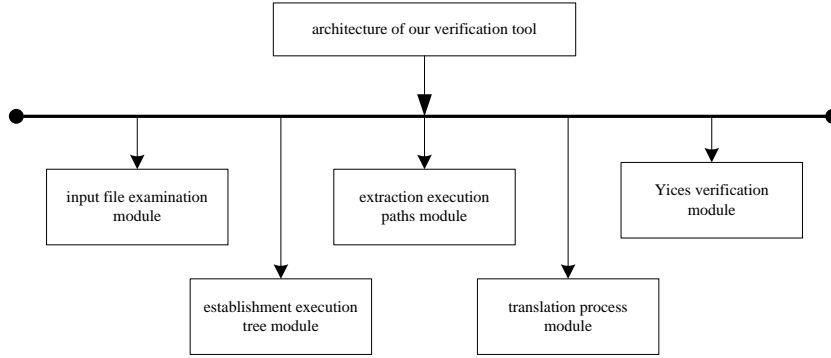 architecture of our verification tool
input file examination
module
extraction execution
paths module
Yices verification
module
establishment execution
tree module
translation process
module